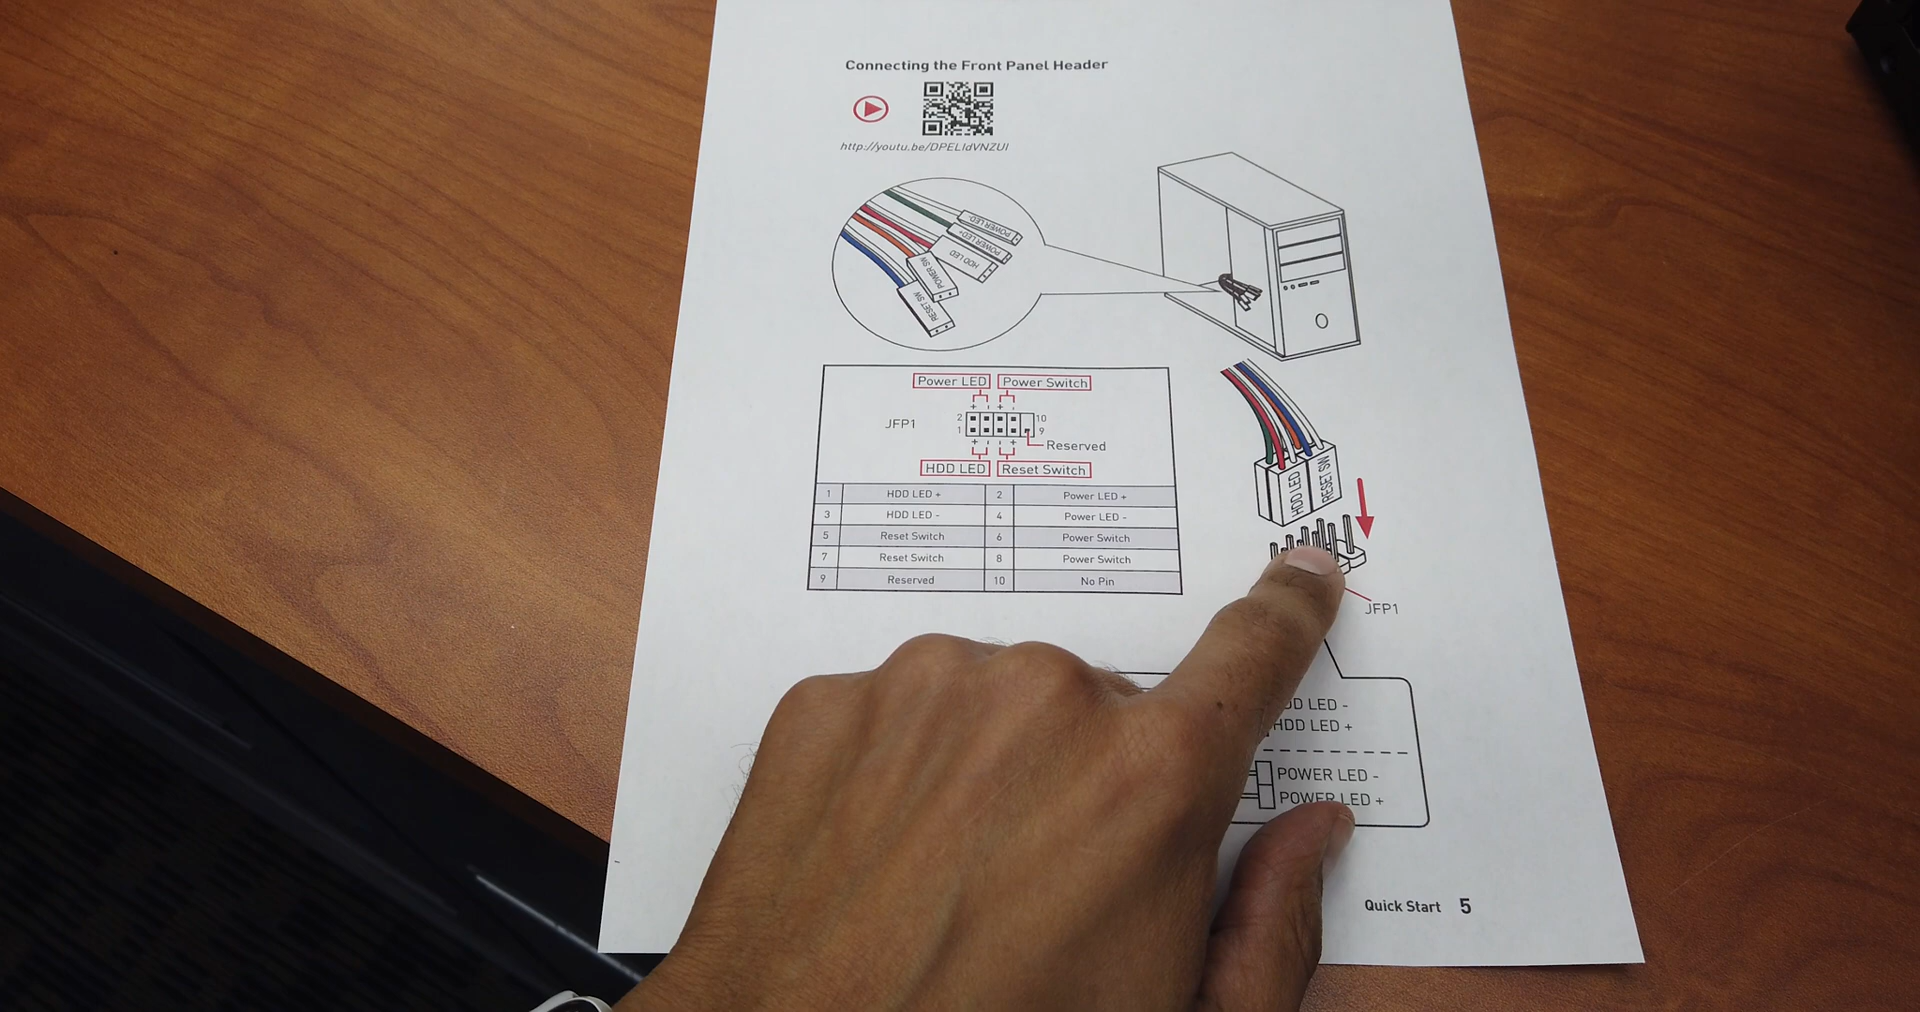 Connecting the Front Panel Header
http://youtu.be/DPELIdVNZUI
POWER LED-
POWER LED+
HDD LED
POWER SW
RESET SW
Power LED Power Switch
+ - + -
2 10
JFP1
1 9
+ - - +
Reserved
HDD LED Reset Switch
1 HDD LED + 2 Power LED +
3 HDD LED - 4 Power LED -
5 Reset Switch 6 Power Switch
7 Reset Switch 8 Power Switch
9 Reserved 10 No Pin
HDD LED
RESET SW
JFP1
LED -
HDD LED +
POWER LED -
POWER LED +
Quick Start 5